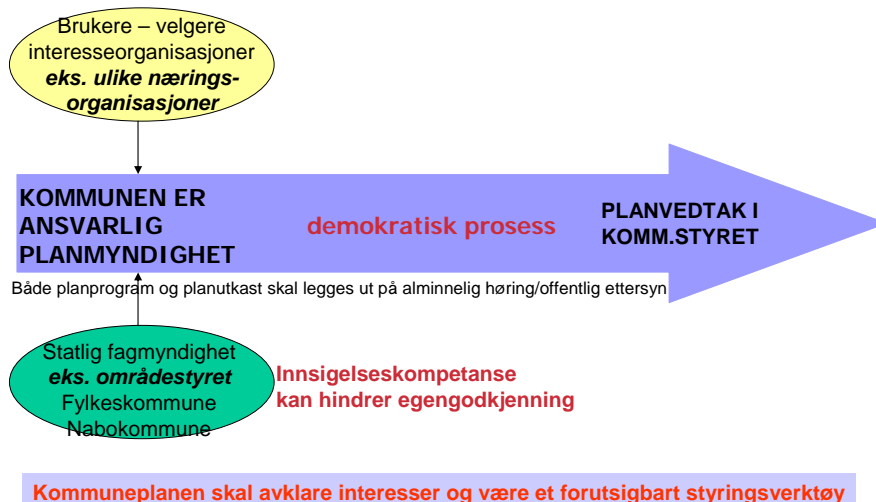 Brukere – velgere
interesseorganisasjoner
eks. ulike nærings-
organisasjoner
KOMMUNEN ER
ANSVARLIG
PLANMYNDIGHET
demokratisk prosess
PLANVEDTAK I
KOMM.STYRET
Både planprogram og planutkast skal legges ut på alminnelig høring/offentlig ettersyn
Statlig fagmyndighet
eks. områdestyret
Fylkeskommune
Nabokommune
Innsigelseskompetanse
kan hindrer egengodkjenning
Kommuneplanen skal avklare interesser og være et forutsigbart styringsverktøy